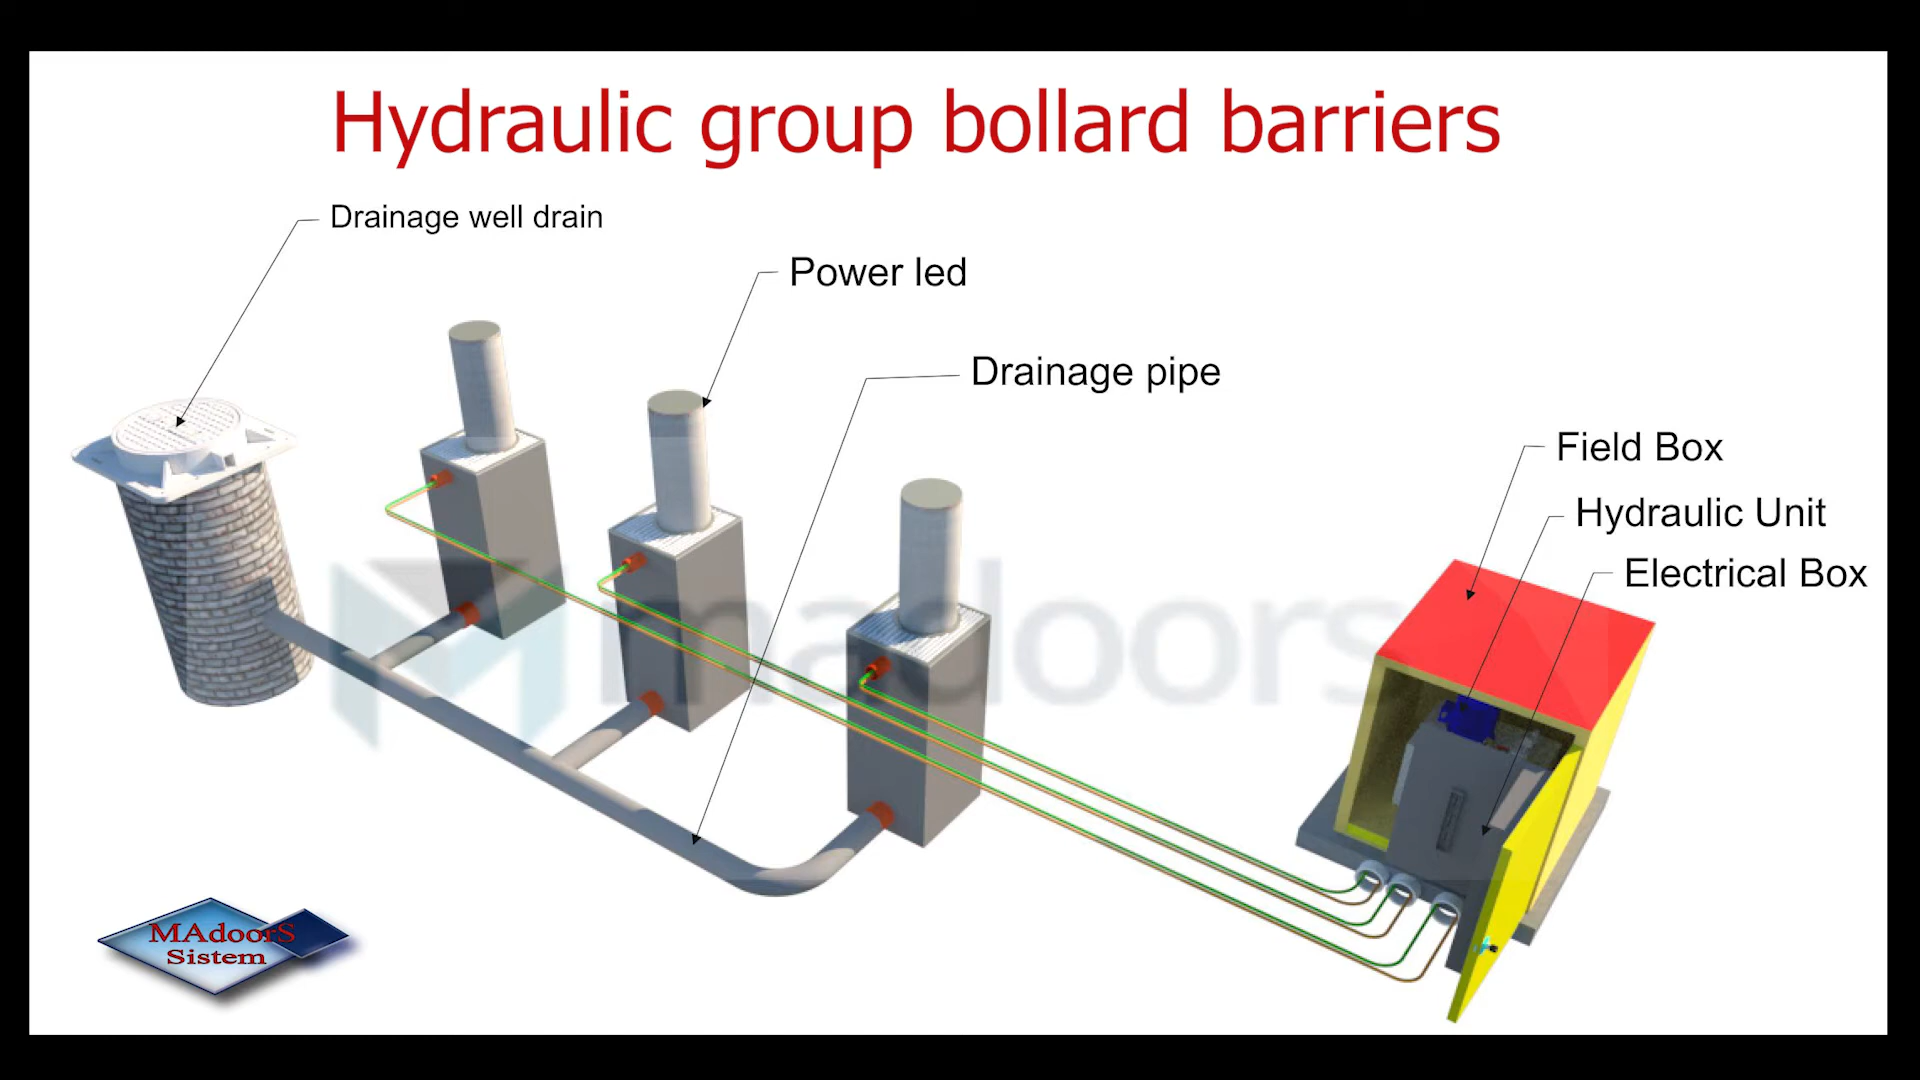 Hydraulic group bollard barriers
Drainage well drain
Power led
Drainage pipe
Field Box
Hydraulic Unit
Electrical Box
madoors
MAdoorS
Sistem